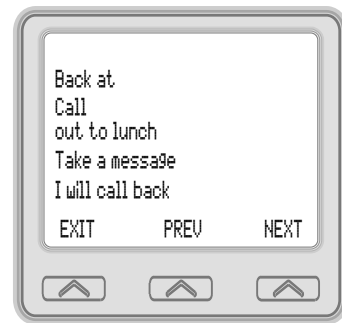 Back at
Call
out to lunch
Take a message
I will call back
EXIT PREV NEXT